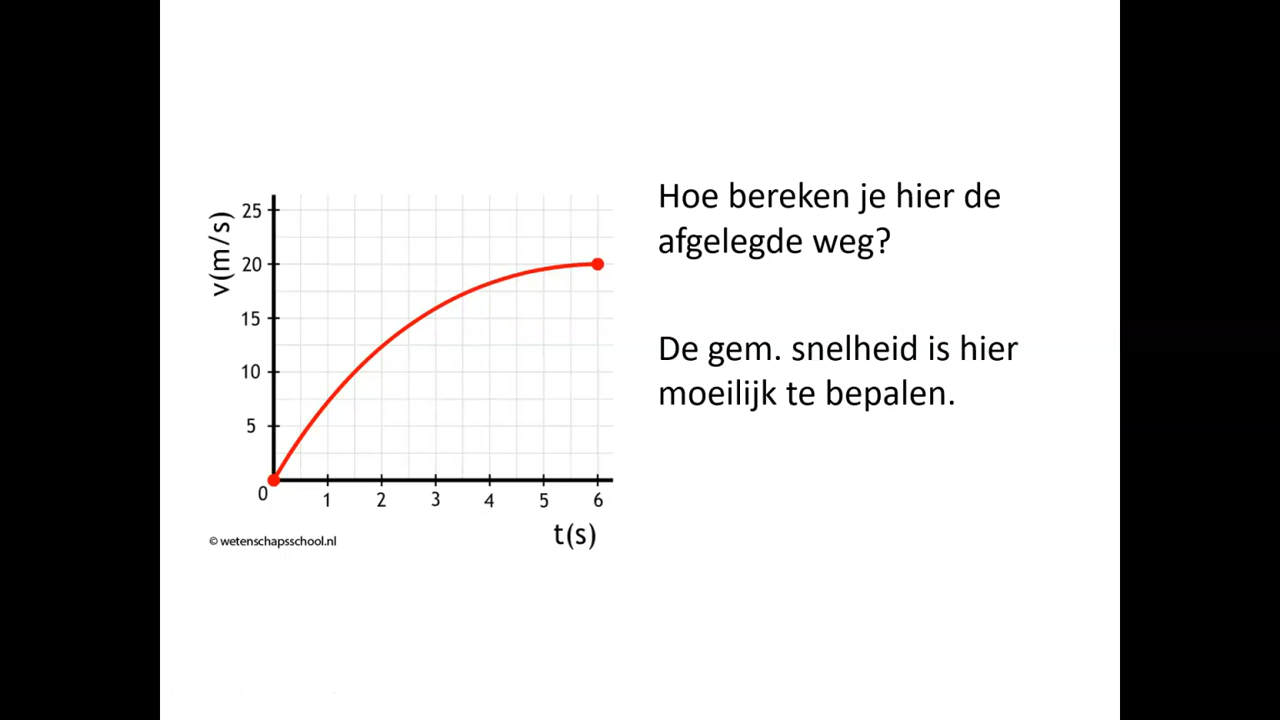 Hoe bereken je hier de
afgelegde weg?
De gem. snelheid is hier
moeilijk te bepalen.
v(m/s)
25
20
15
10
5
0
1 2 3 4 5 6
t(s)
© wetenschapsschool.nl